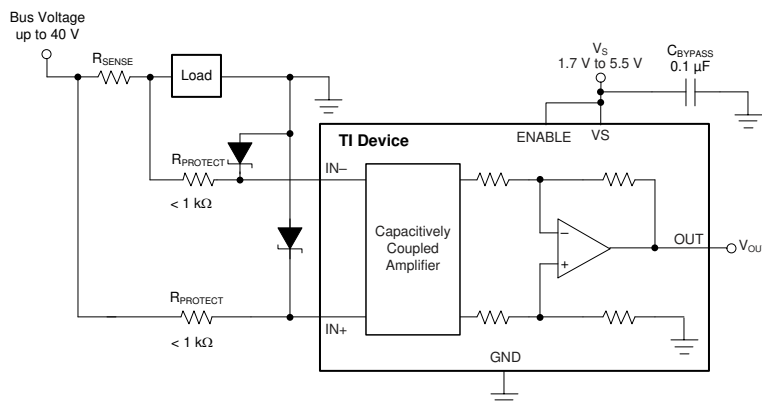 Bus Voltage
up to 40 V
RSENSE
Load
VS
1.7 V to 5.5 V
CBYPASS
0.1 µF
ENABLE
VS
TI Device
RPROTECT
< 1 kΩ
IN–
Capacitively
Coupled
Amplifier
–
+
OUT
VOU
RPROTECT
< 1 kΩ
IN+
GND